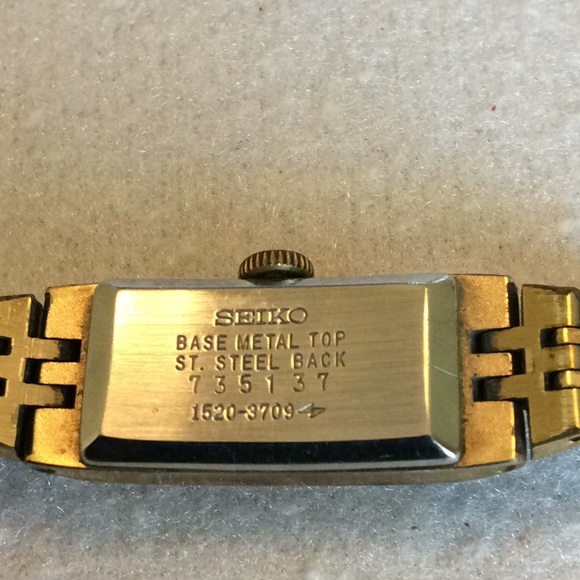 SEIKO
BASE METAL TOP
ST. STEEL BACK
735137
1520-3709